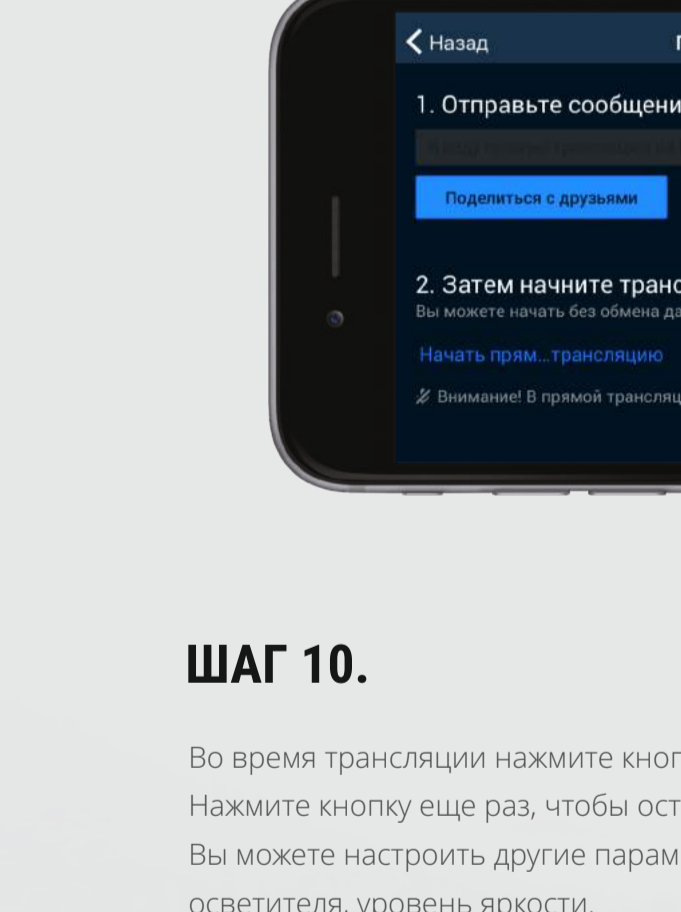 Назад
1. Отправьте сообщени
Поделиться с друзьями
2. Затем начните транс
Вы можете начать без обмена да
Начать прям...трансляцию
Внимание! В прямой трансляц
ШАГ 10.
Во время трансляции нажмите кноп
Нажмите кнопку еще раз, чтобы ост
Вы можете настроить другие парам
осветителя, уровень яркости.